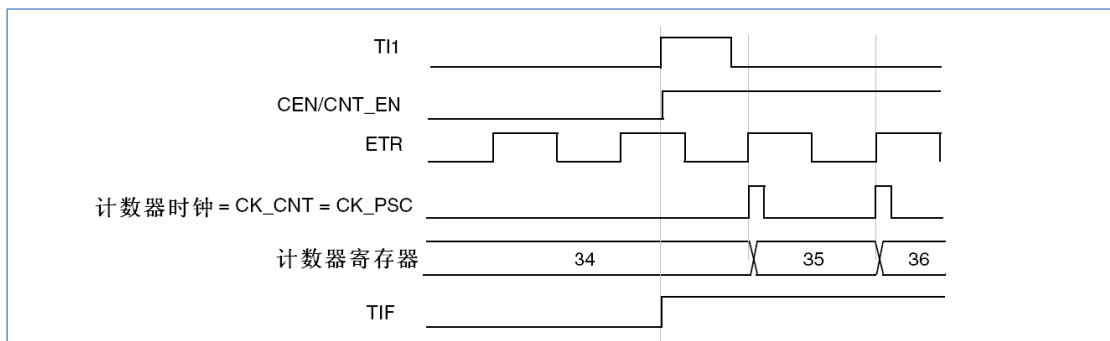 TI1
CEN/CNT_EN
ETR
计数器时钟 = CK_CNT = CK_PSC
计数器寄存器 34 35 36
TIF